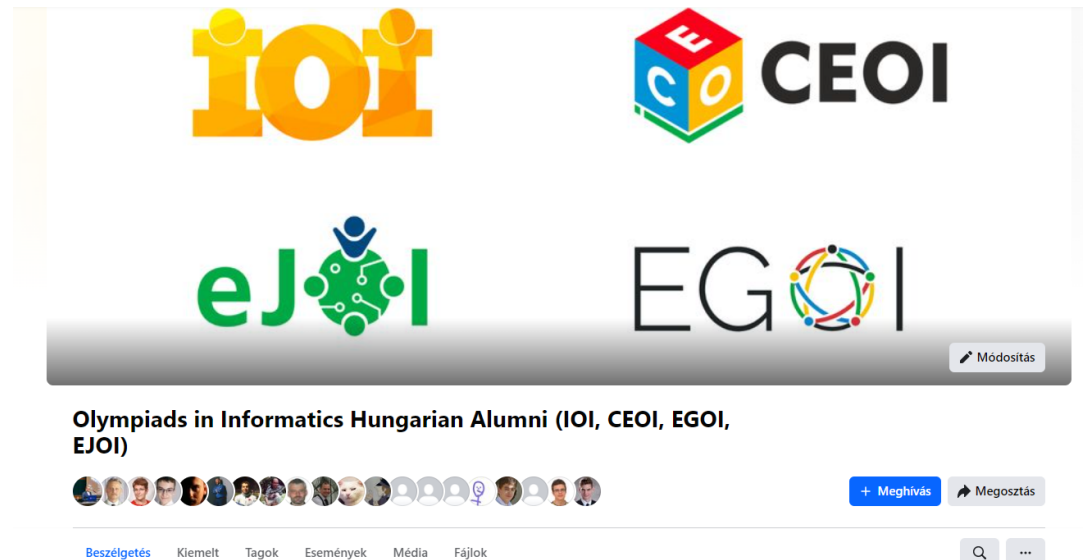 IOI
E
C O
CEOI
eJOI
EGOI
Módosítás
Olympiads in Informatics Hungarian Alumni (IOI, CEOI, EGOI,
EJOI)
+ Meghívás
Megosztás
Beszélgetés Kiemelt Tagok Események Média Fájlok